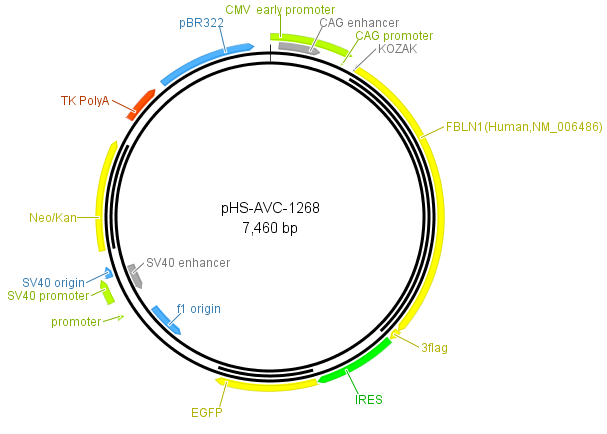 CMV early promoter
pBR322
CAG enhancer
CAG promoter
KOZAK
TK PolyA
FBLN1(Human,NM_006486)
pHS-AVC-1268
7,460 bp
Neo/Kan
SV40 enhancer
SV40 origin
SV40 promoter
f1 origin
promoter
3flag
IRES
EGFP